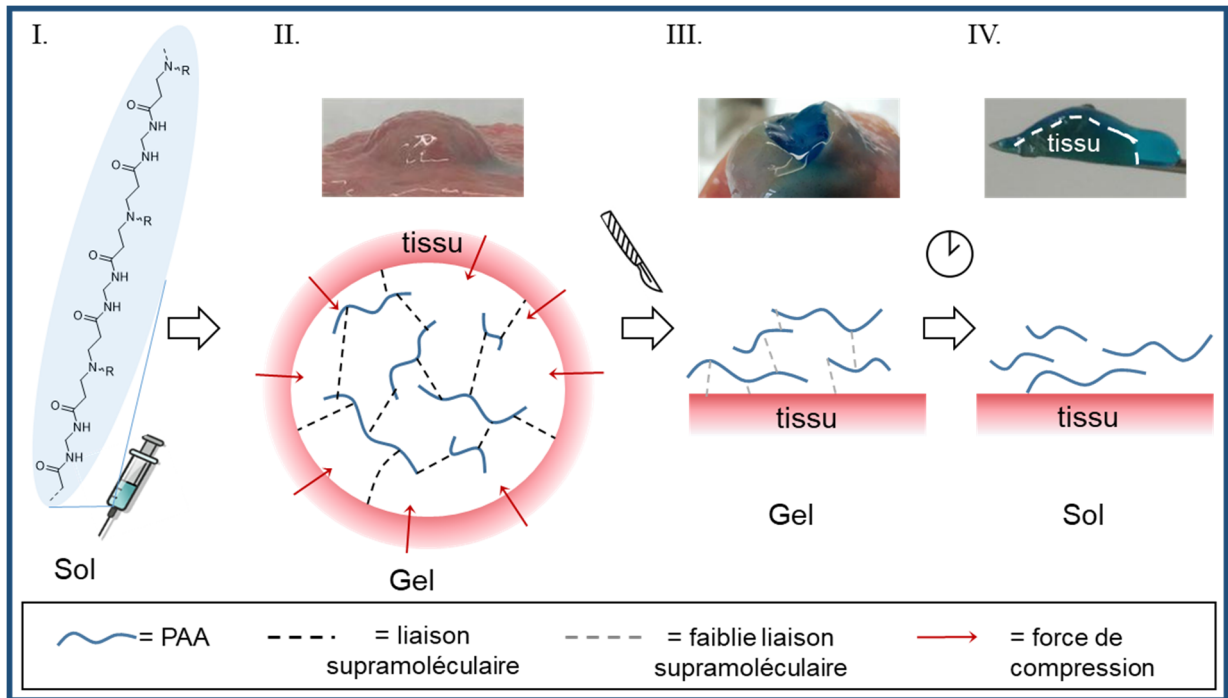 I.
II.
III.
IV.
N
R
O
NH
NH
O
N
R
O
NH
NH
O
N
R
O
NH
NH
O
Sol
tissu
Gel
tissu
Gel
tissu
tissu
Sol
= PAA
= liaison
supramoléculaire
= faiblie liaison
supramoléculaire
= force de
compression